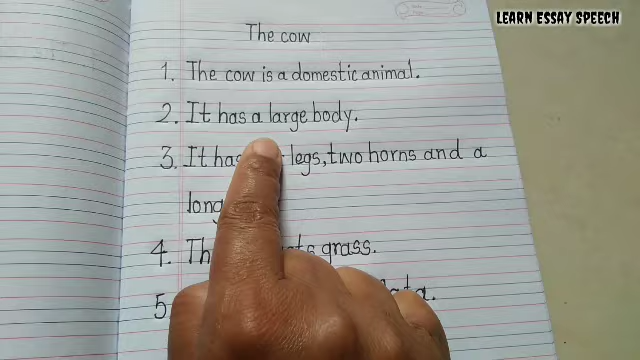 LEARN ESSAY SPEECH
The cow
1. The cow is a domestic animal.
2. It has a large body.
3. It has legs, two horns and a
long
4. grass.
5